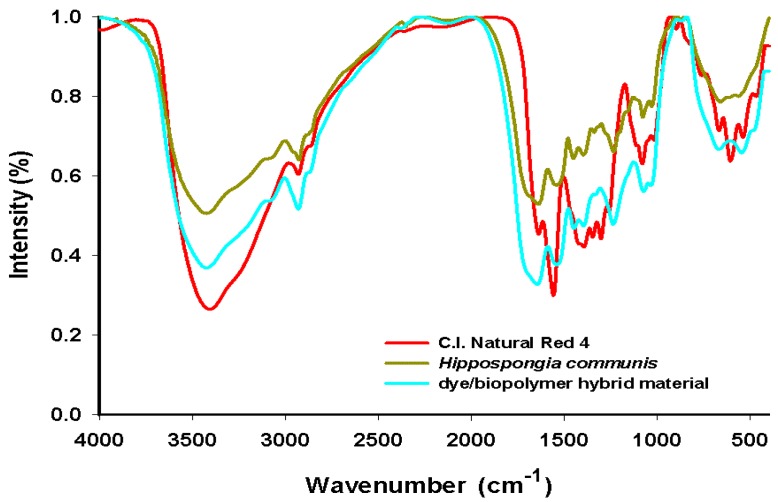 1.0
0.8
0.6
0.4
0.2
0.0
Intensity (%)
C.I. Natural Red 4
Hippospongia communis
dye/biopolymer hybrid material
4000 3500 3000 2500 2000 1500 1000 500
Wavenumber (cm⁻¹)